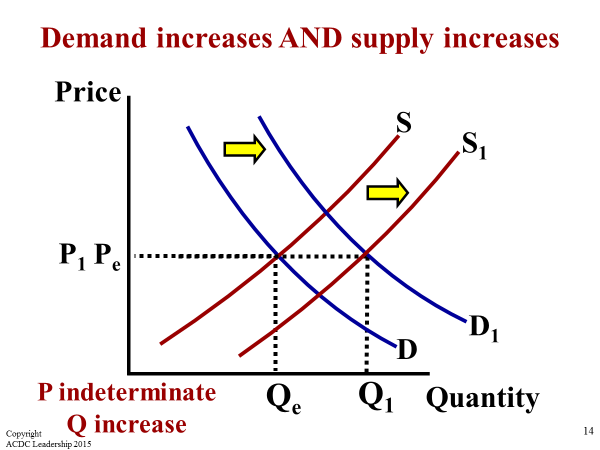 Demand increases AND supply increases
Price
S
S1
P1 Pe
D1
D
P indeterminate
Q increase
Qe
Q1
Quantity
Copyright
ACDC Leadership 2015
14